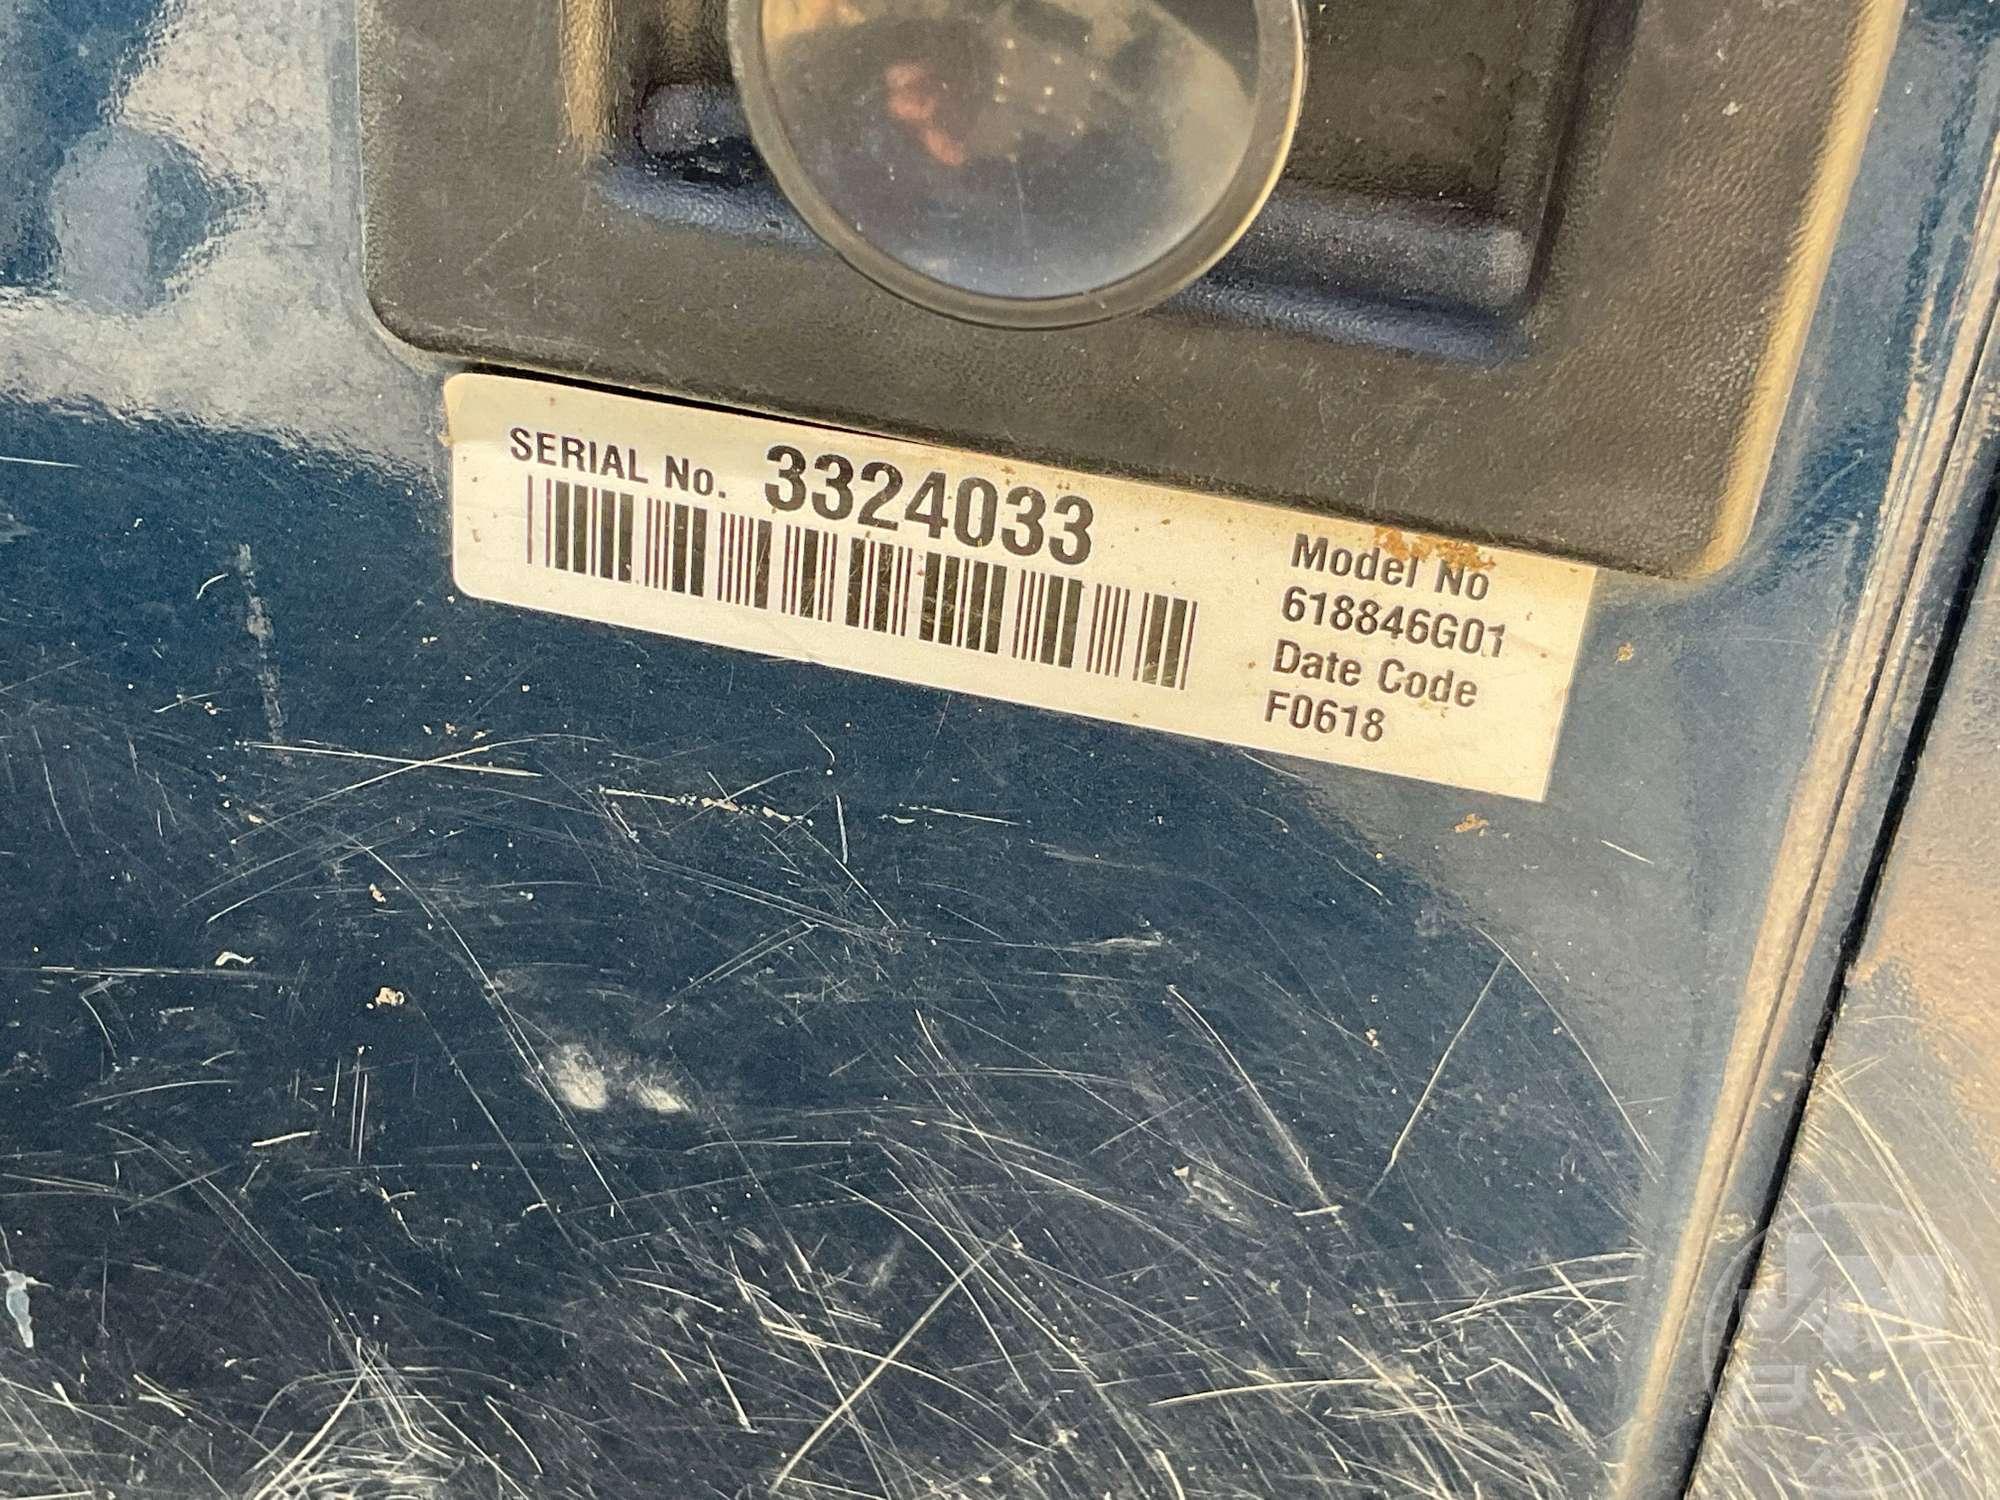 SERIAL No. 3324033
Model No
618846G01
Date Code
F0618